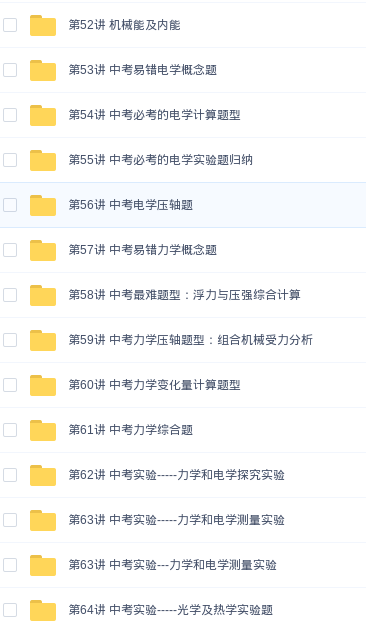 第52讲 机械能及内能
第53讲 中考易错电学概念题
第54讲 中考必考的电学计算题型
第55讲 中考必考的电学实验题归纳
第56讲 中考电学压轴题
第57讲 中考易错力学概念题
第58讲 中考最难题型：浮力与压强综合计算
第59讲 中考力学压轴题型：组合机械受力分析
第60讲 中考力学变化量计算题型
第61讲 中考力学综合题
第62讲 中考实验-----力学和电学探究实验
第63讲 中考实验-----力学和电学测量实验
第63讲 中考实验---力学和电学测量实验
第64讲 中考实验-----光学及热学实验题